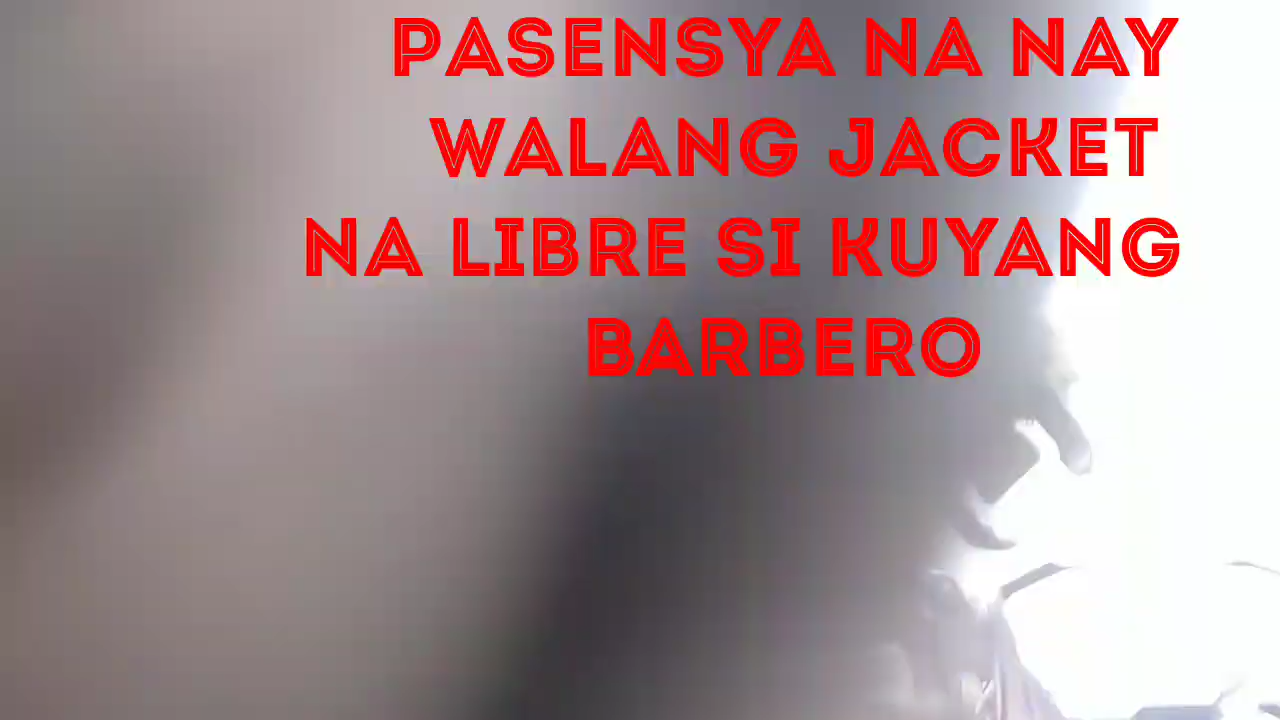 PASENSYA NA NAY
WALANG JACKET
NA LIBRE SI KUYANG
BARBERO